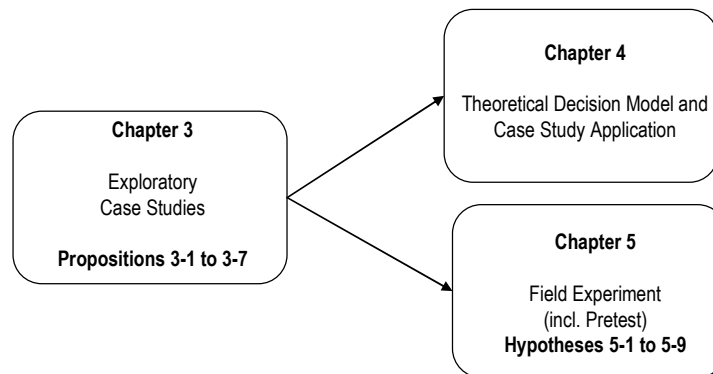 Chapter 3
Exploratory
Case Studies
Propositions 3-1 to 3-7
Chapter 4
Theoretical Decision Model and
Case Study Application
Chapter 5
Field Experiment
(incl. Pretest)
Hypotheses 5-1 to 5-9